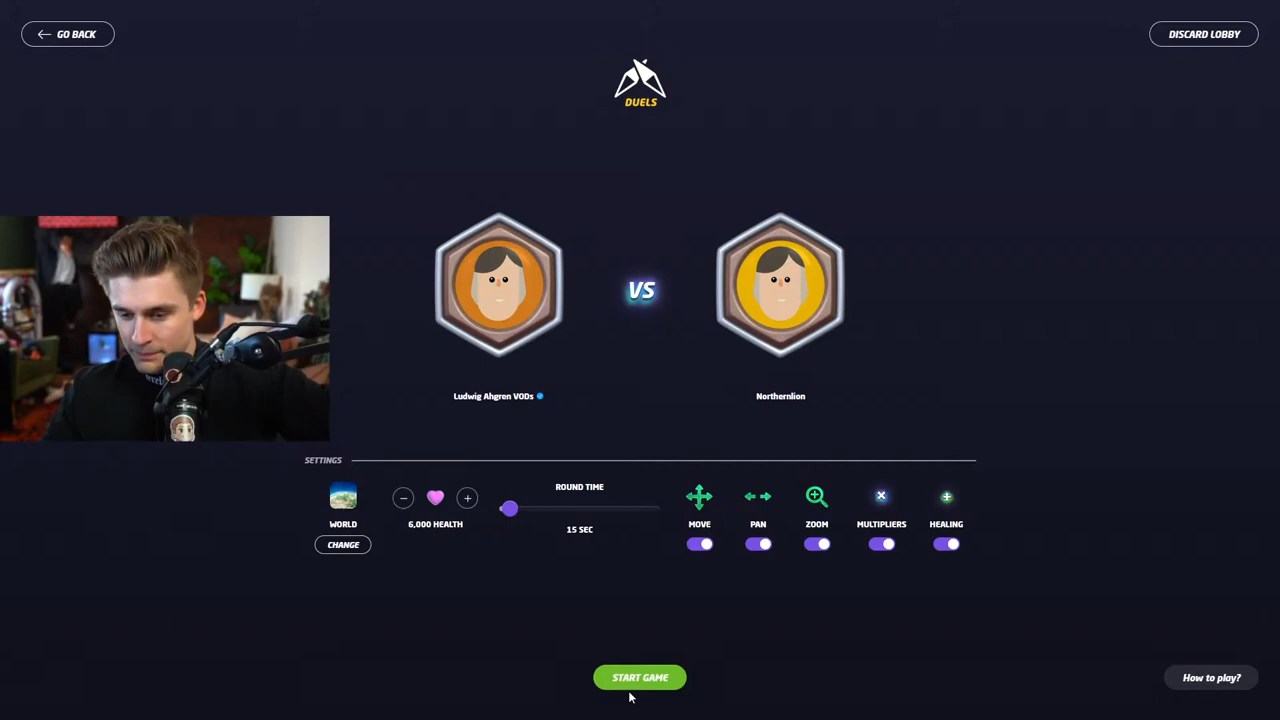 GO BACK
DISCARD LOBBY
DUELS
VS
Ludwig Ahgren VODs
Northernlion
SETTINGS
ROUND TIME
WORLD
6,000 HEALTH
15 SEC
MOVE
PAN
ZOOM
MULTIPLIERS
HEALING
CHANGE
START GAME
How to play?